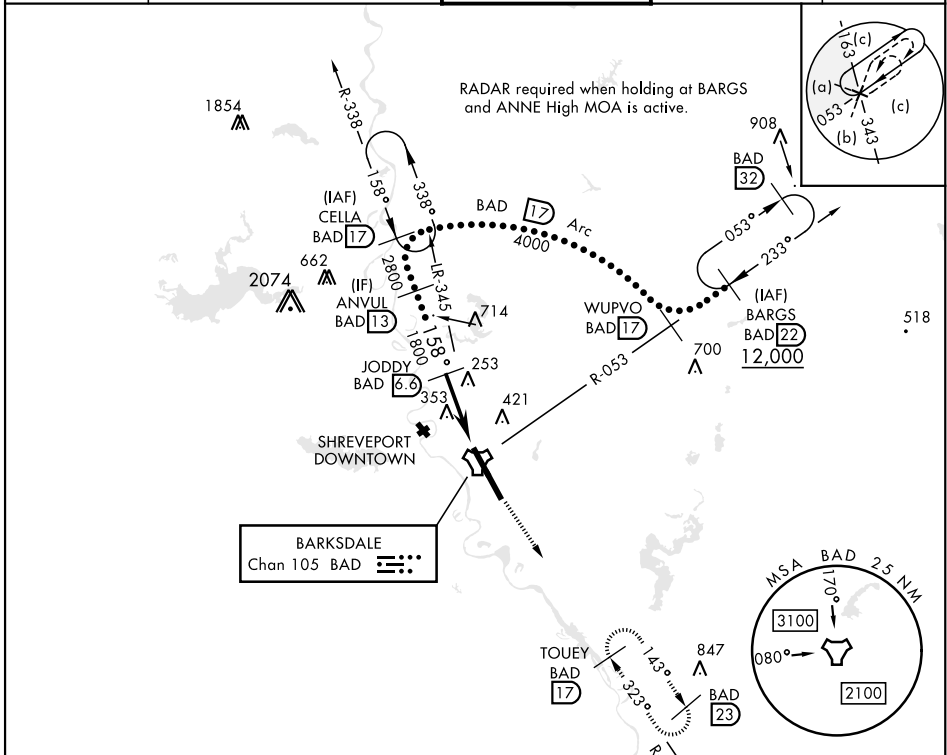 RADAR required when holding at BARGS
and ANNE High MOA is active.
163
(c)
(a)
(c)
053
(b)
343
1854
R-338
158°
338°
908
BAD
32
(IAF)
CELLA
BAD 17
BAD 17 Arc
4000
053°
233°
2800
LR-345
662
2074
(IF)
ANVUL
BAD 13
714
WUPVO
BAD 17
(IAF)
BARGS
BAD 22
12,000
518
1800
158°
700
R-053
JODDY
BAD 6.6
253
353
421
SHREVEPORT
DOWNTOWN
BARKSDALE
Chan 105 BAD
MSA BAD 25 NM
170°
3100
080°
2100
TOUEY
BAD
17
143°
323°
847
BAD
23
R